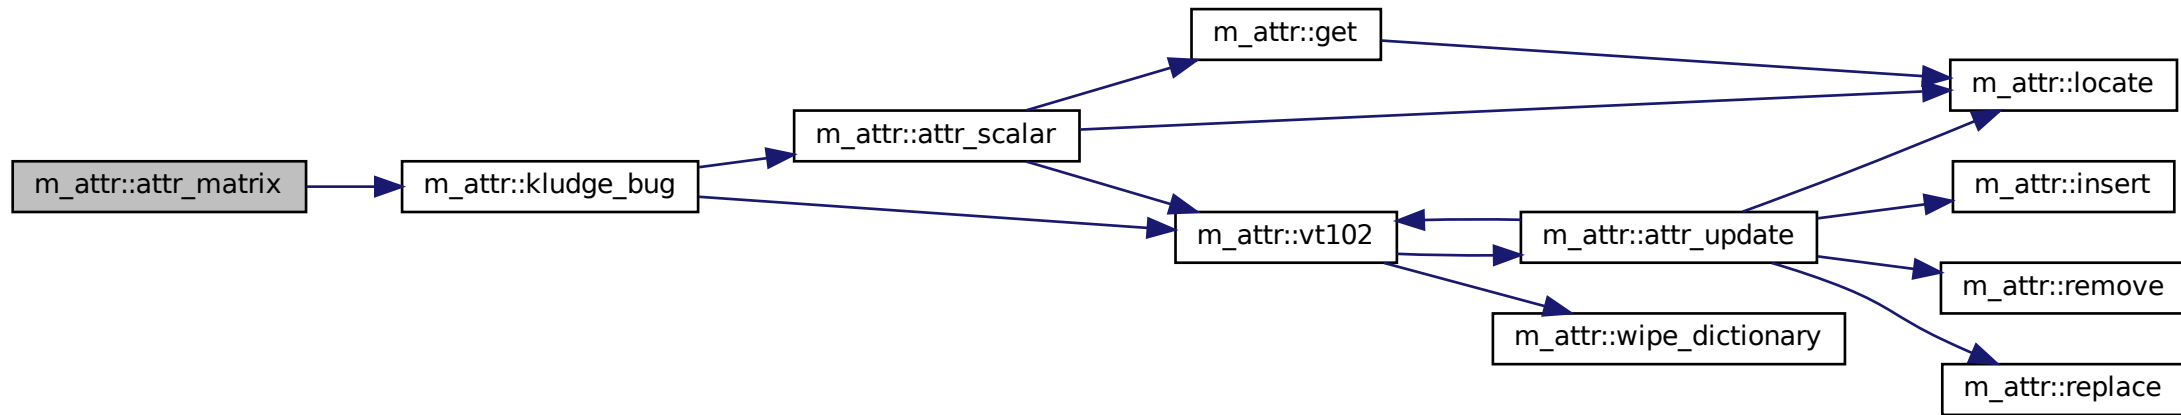 m_attr::attr_matrix
m_attr::kludge_bug
m_attr::attr_scalar
m_attr::get
m_attr::vt102
m_attr::attr_update
m_attr::wipe_dictionary
m_attr::locate
m_attr::insert
m_attr::remove
m_attr::replace